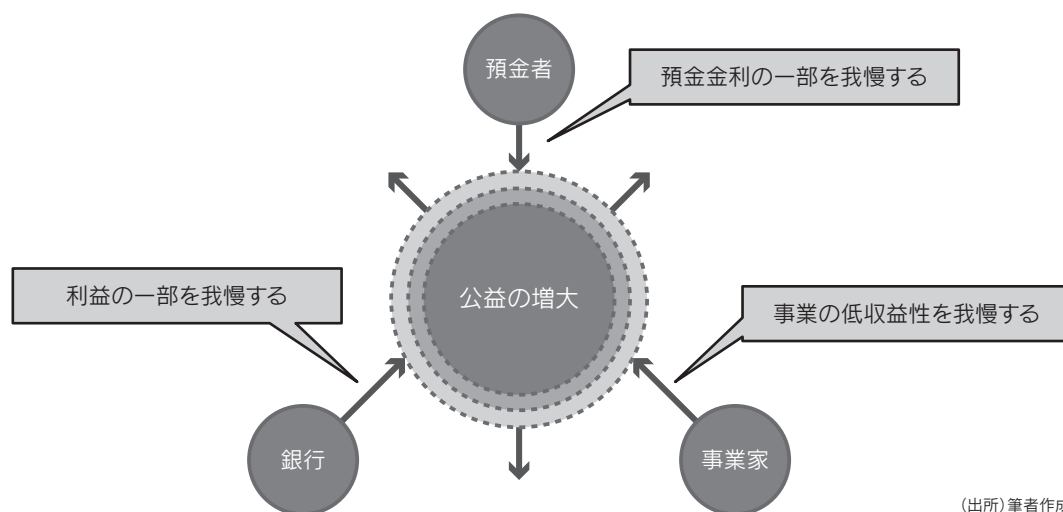 預金者
預金金利の一部を我慢する
利益の一部を我慢する
公益の増大
事業の低収益性を我慢する
銀行
事業家
(出所)筆者作成